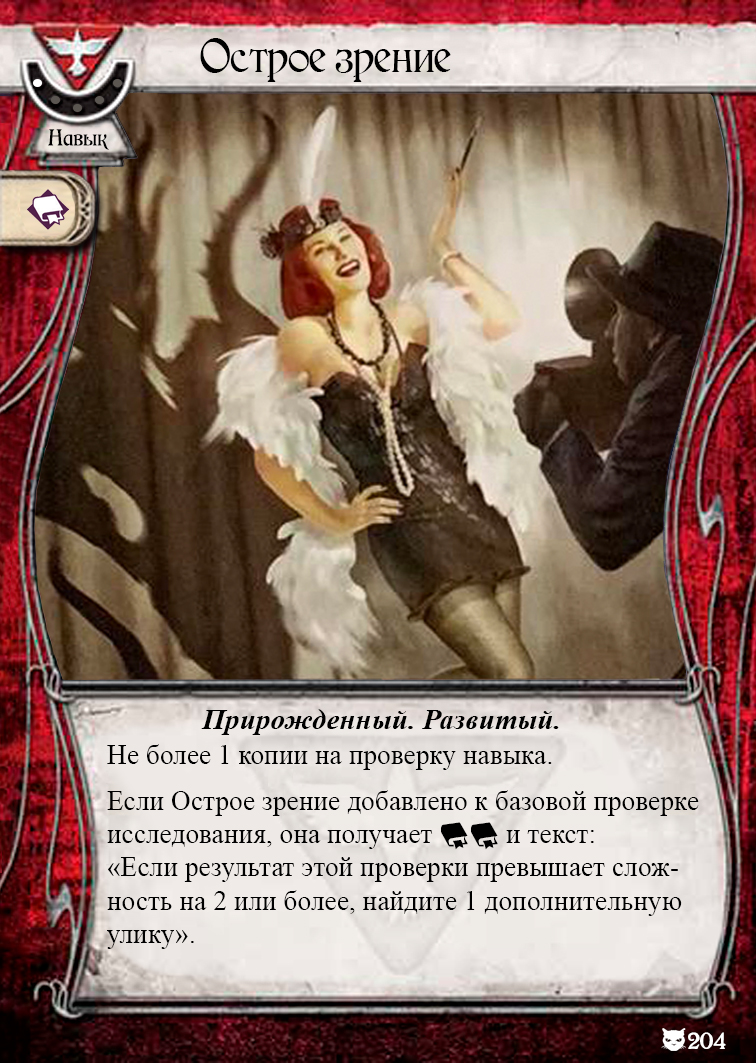 Острое зрение
Навык
Прирожденный. Развитый.
Не более 1 копии на проверку навыка.
Если Острое зрение добавлено к базовой проверке
исследования, она получает и текст:
«Если результат этой проверки превышает слож-
ность на 2 или более, найдите 1 дополнительную
улику».
204